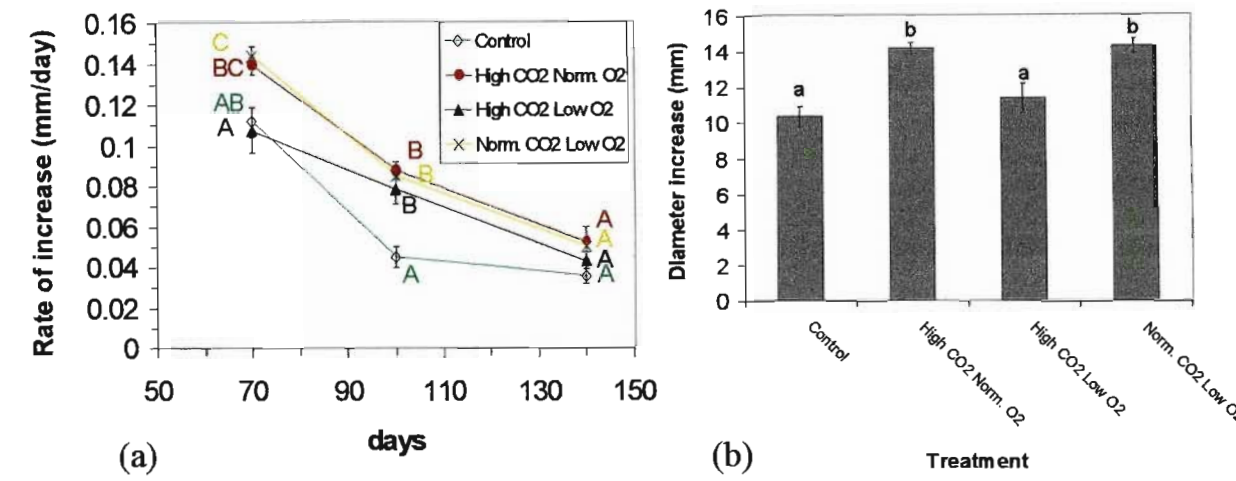 Rate of increase (mm/day)
0.16
0.14
0.12
0.1
0.08
0.06
0.04
0.02
0
C
BC
AB
A
B
B
B
A
A
A
A
A
Control
High CO2 Norm. O2
High CO2 Low O2
Norm. CO2 Low O2
50
70
90
110
130
150
days
(a)
Diameter increase (mm)
16
14
12
10
8
6
4
2
0
a
b
a
b
Control
High CO2 Norm. O2
High CO2 Low O2
Norm. CO2 Low O2
Treatment
(b)